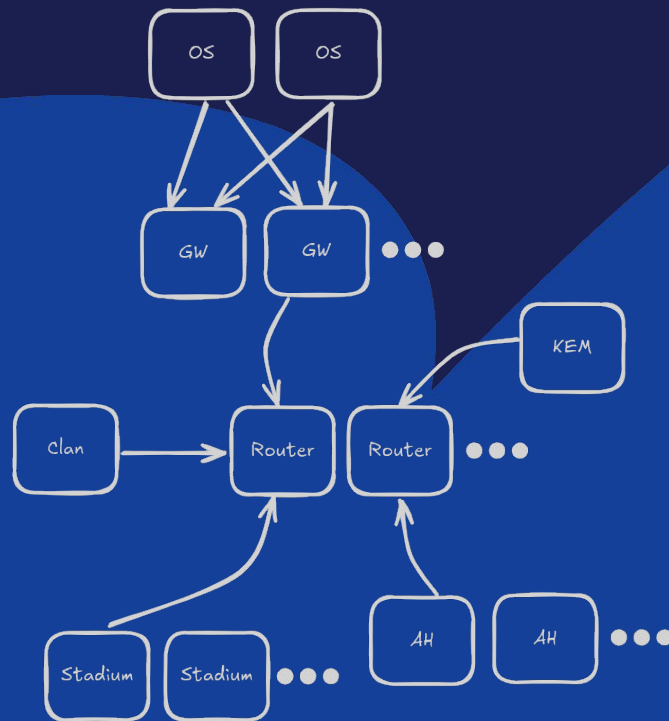 OS
OS
GW
GW
KEM
Clan
Router
Router
Stadium
Stadium
AH
AH